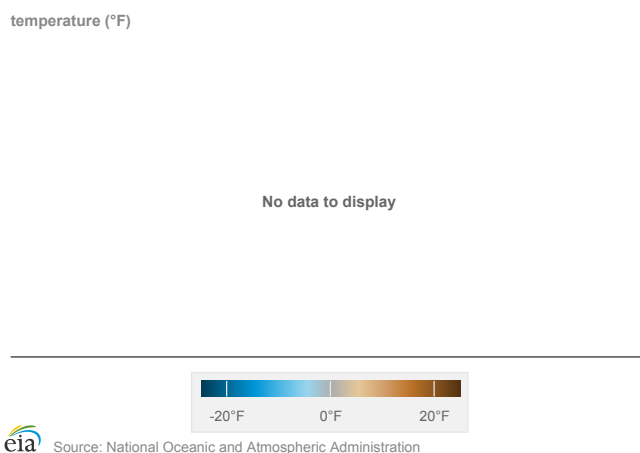 temperature (°F)
No data to display
-20°F 0°F 20°F
eia Source: National Oceanic and Atmospheric Administration